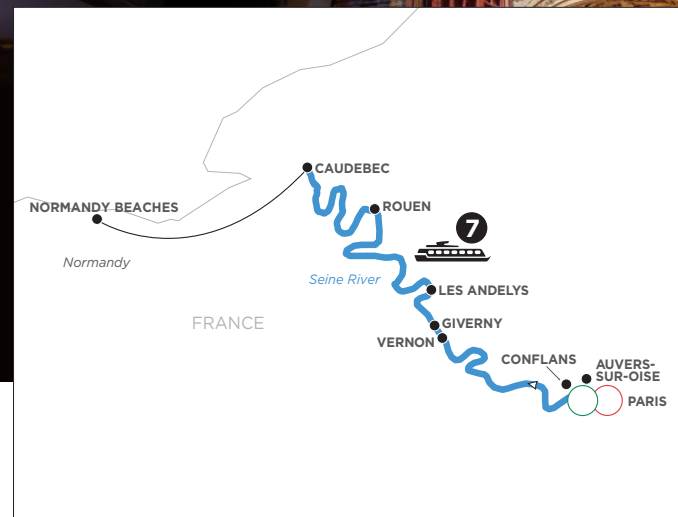 CAUDEBEC
NORMANDY BEACHES
ROUEN
7
Normandy
Seine River
LES ANDELYS
FRANCE
GIVERNY
VERNON
CONFLANS
AUVERS-
SUR-OISE
PARIS